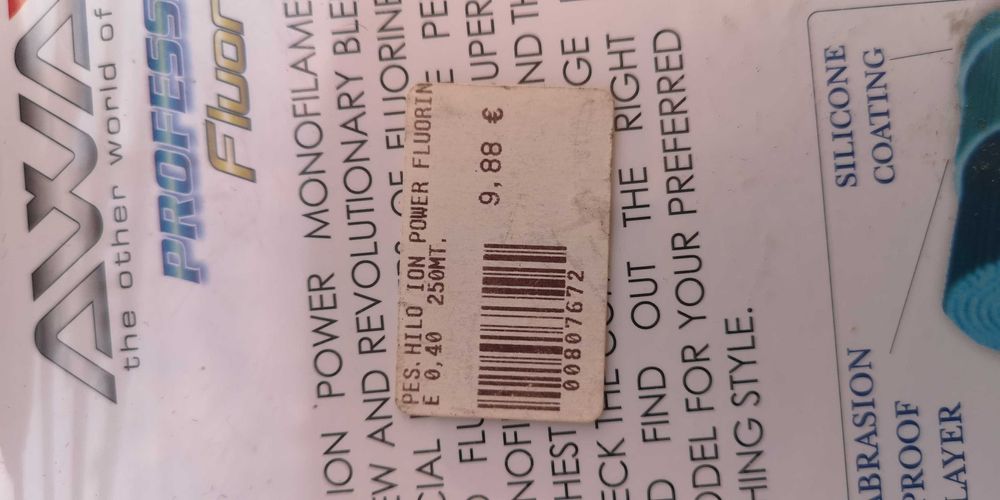 AWA
the other world of
PROFESS
Fluor
ION POWER MONOFILAME
EW AND REVOLUTIONARY BLE
CIAL OF FLUORINE
FLU PE
NOFI UPER
HEST ND TH
ECK THE GE
D FIND OUT THE RIGHT
ODEL FOR YOUR PREFERRED
HING STYLE.
PES.HILO ION POWER FLUORIN
E 0,40 250MT.
9,88 €
00807672
SILICONE
COATING
BRASION
ROOF
LAYER